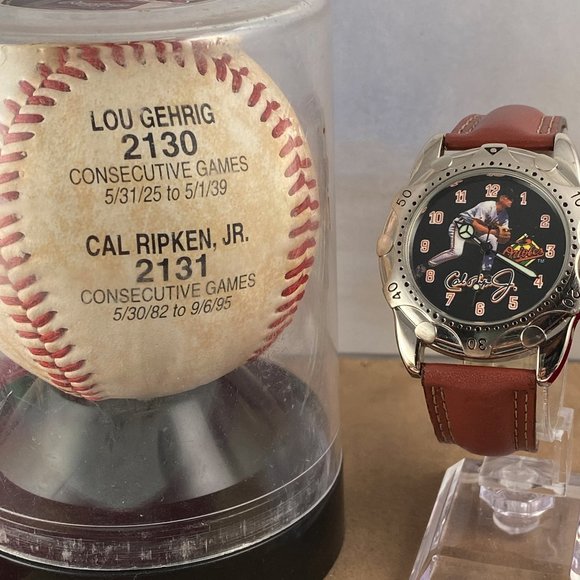 LOU GEHRIG
2130
CONSECUTIVE GAMES
5/31/25 to 5/1/39
CAL RIPKEN, JR.
2131
CONSECUTIVE GAMES
5/30/82 to 9/6/95
12
1
2
3
4
5
6
7
8
9
10
11
Orioles
TM
50
40
30